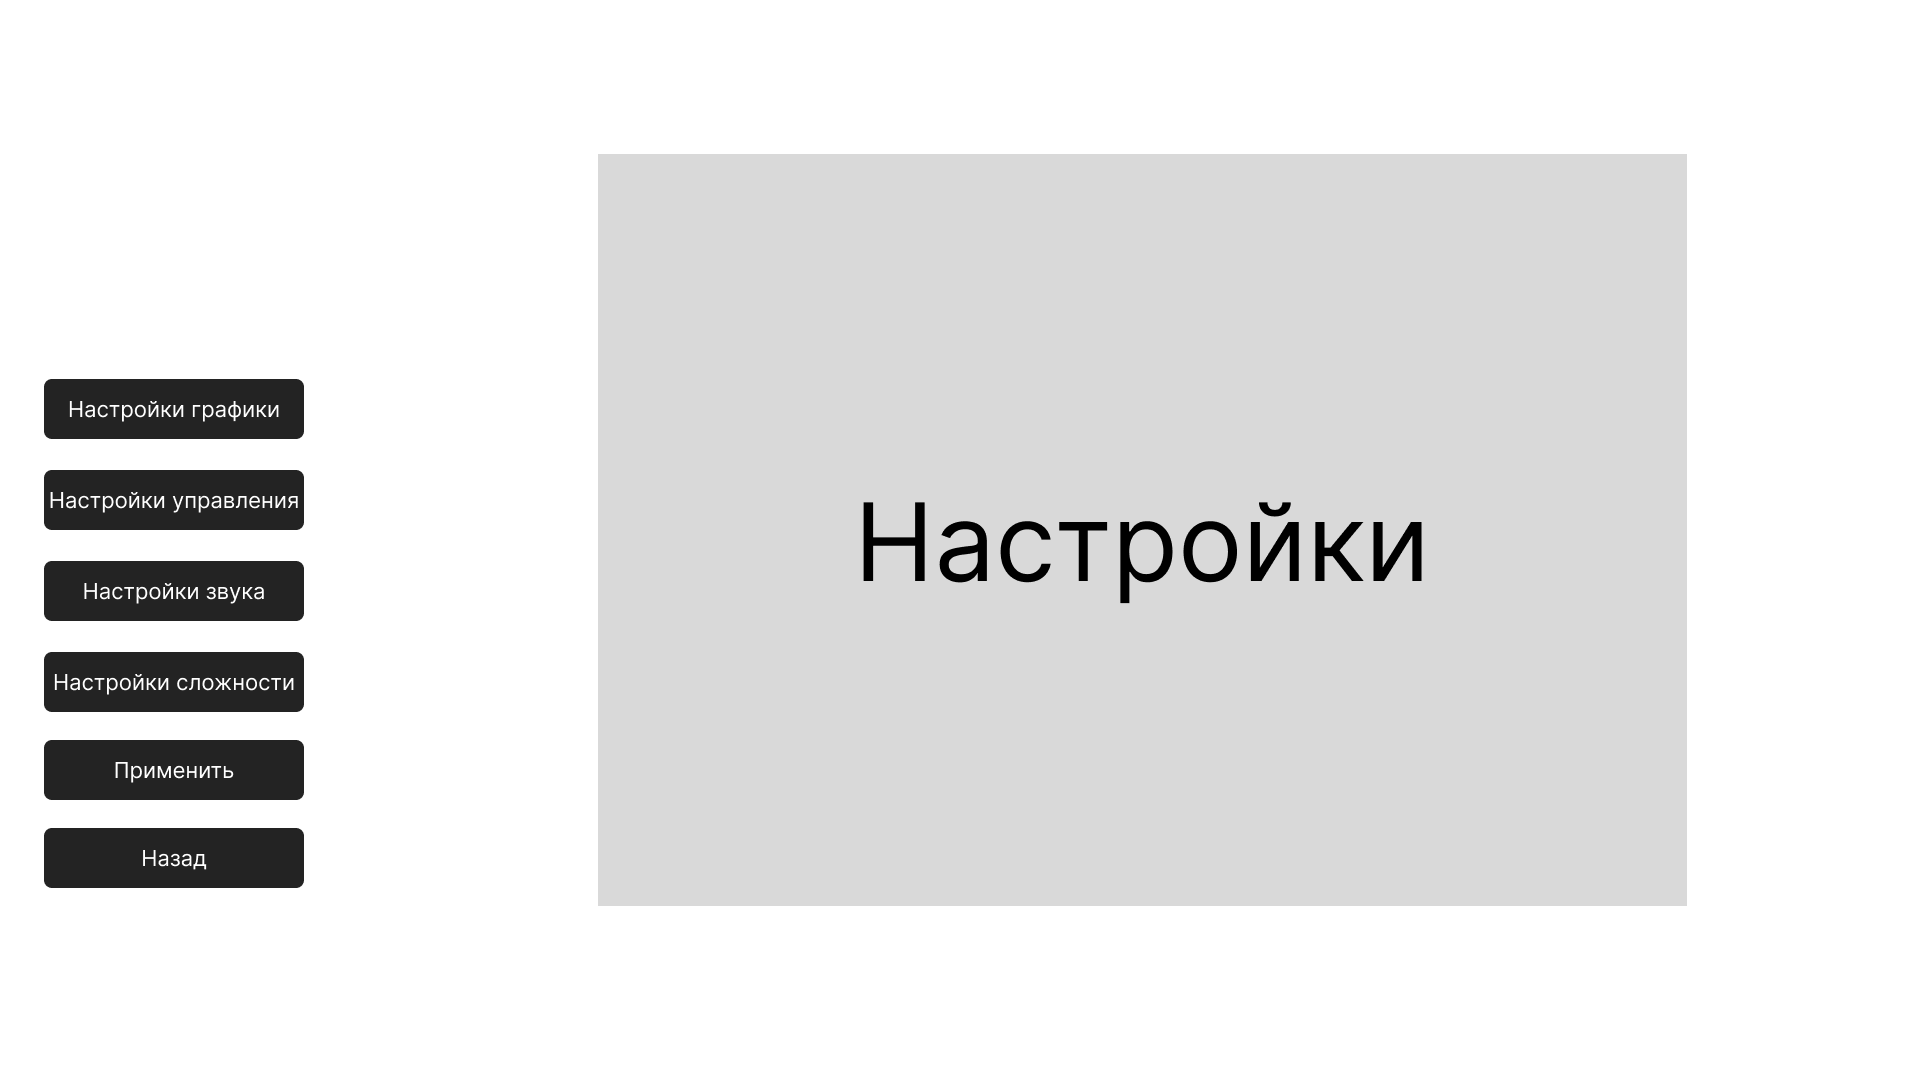 Настройки графики
Настройки управления
Настройки звука
Настройки сложности
Применить
Назад
Настройки